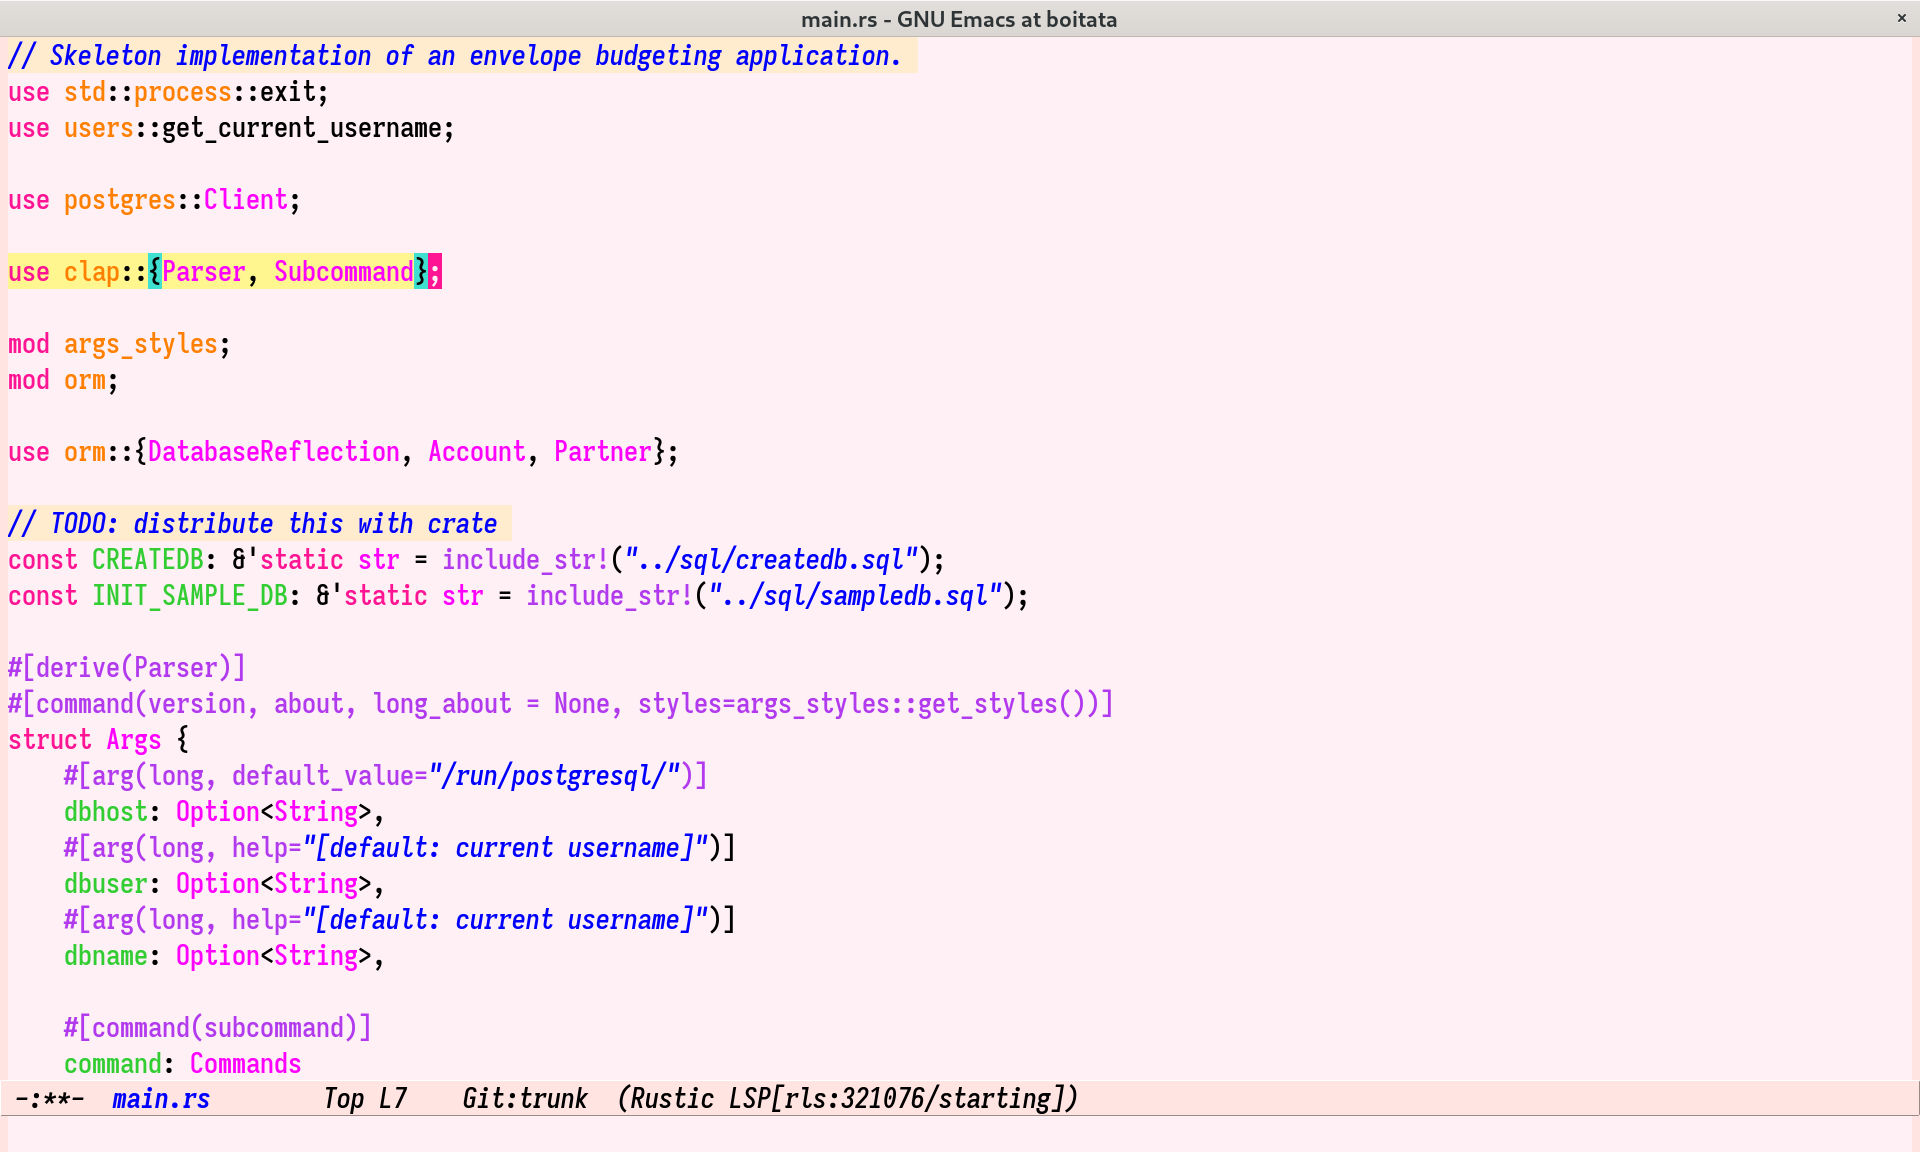 main.rs - GNU Emacs at boitata ×
// Skeleton implementation of an envelope budgeting application.
use std::process::exit;
use users::get_current_username;

use postgres::Client;

use clap::{Parser, Subcommand};

mod args_styles;
mod orm;

use orm::{DatabaseReflection, Account, Partner};

// TODO: distribute this with crate
const CREATEDB: &'static str = include_str!("../sql/createdb.sql");
const INIT_SAMPLE_DB: &'static str = include_str!("../sql/sampledb.sql");

#[derive(Parser)]
#[command(version, about, long_about = None, styles=args_styles::get_styles())]
struct Args {
    #[arg(long, default_value="/run/postgresql/")]
    dbhost: Option<String>,
    #[arg(long, help="[default: current username]")]
    dbuser: Option<String>,
    #[arg(long, help="[default: current username]")]
    dbname: Option<String>,

    #[command(subcommand)]
    command: Commands
-:**-  main.rs        Top L7    Git:trunk  (Rustic LSP[rls:321076/starting])